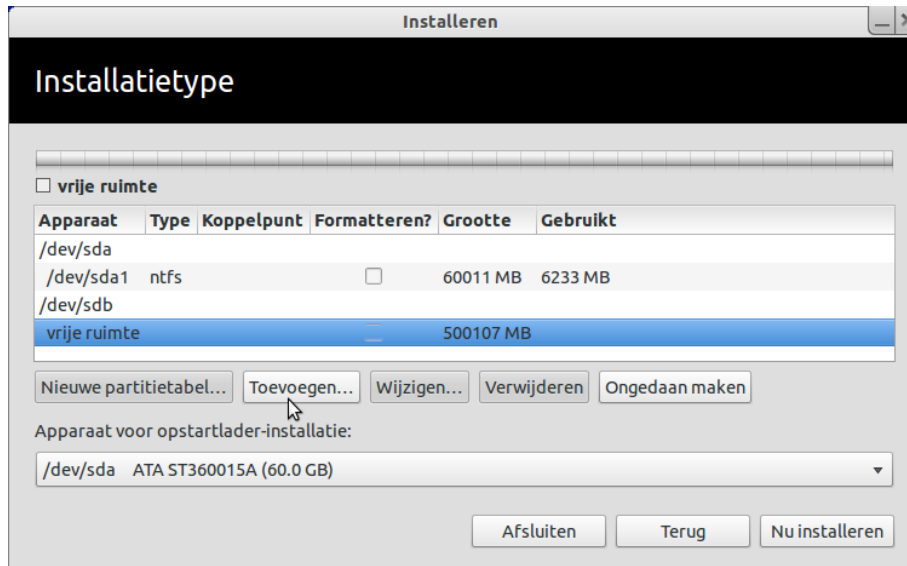 Installeren
Installatietype
vrije ruimte
Apparaat Type Koppelpunt Formatteren? Grootte Gebruikt
/dev/sda
/dev/sda1 ntfs 60011 MB 6233 MB
/dev/sdb
vrije ruimte 500107 MB
Nieuwe partitietabel... Toevoegen... Wijzigen... Verwijderen Ongedaan maken
Apparaat voor opstartlader-installatie:
/dev/sda ATA ST360015A (60.0 GB)
Afsluiten Terug Nu installeren